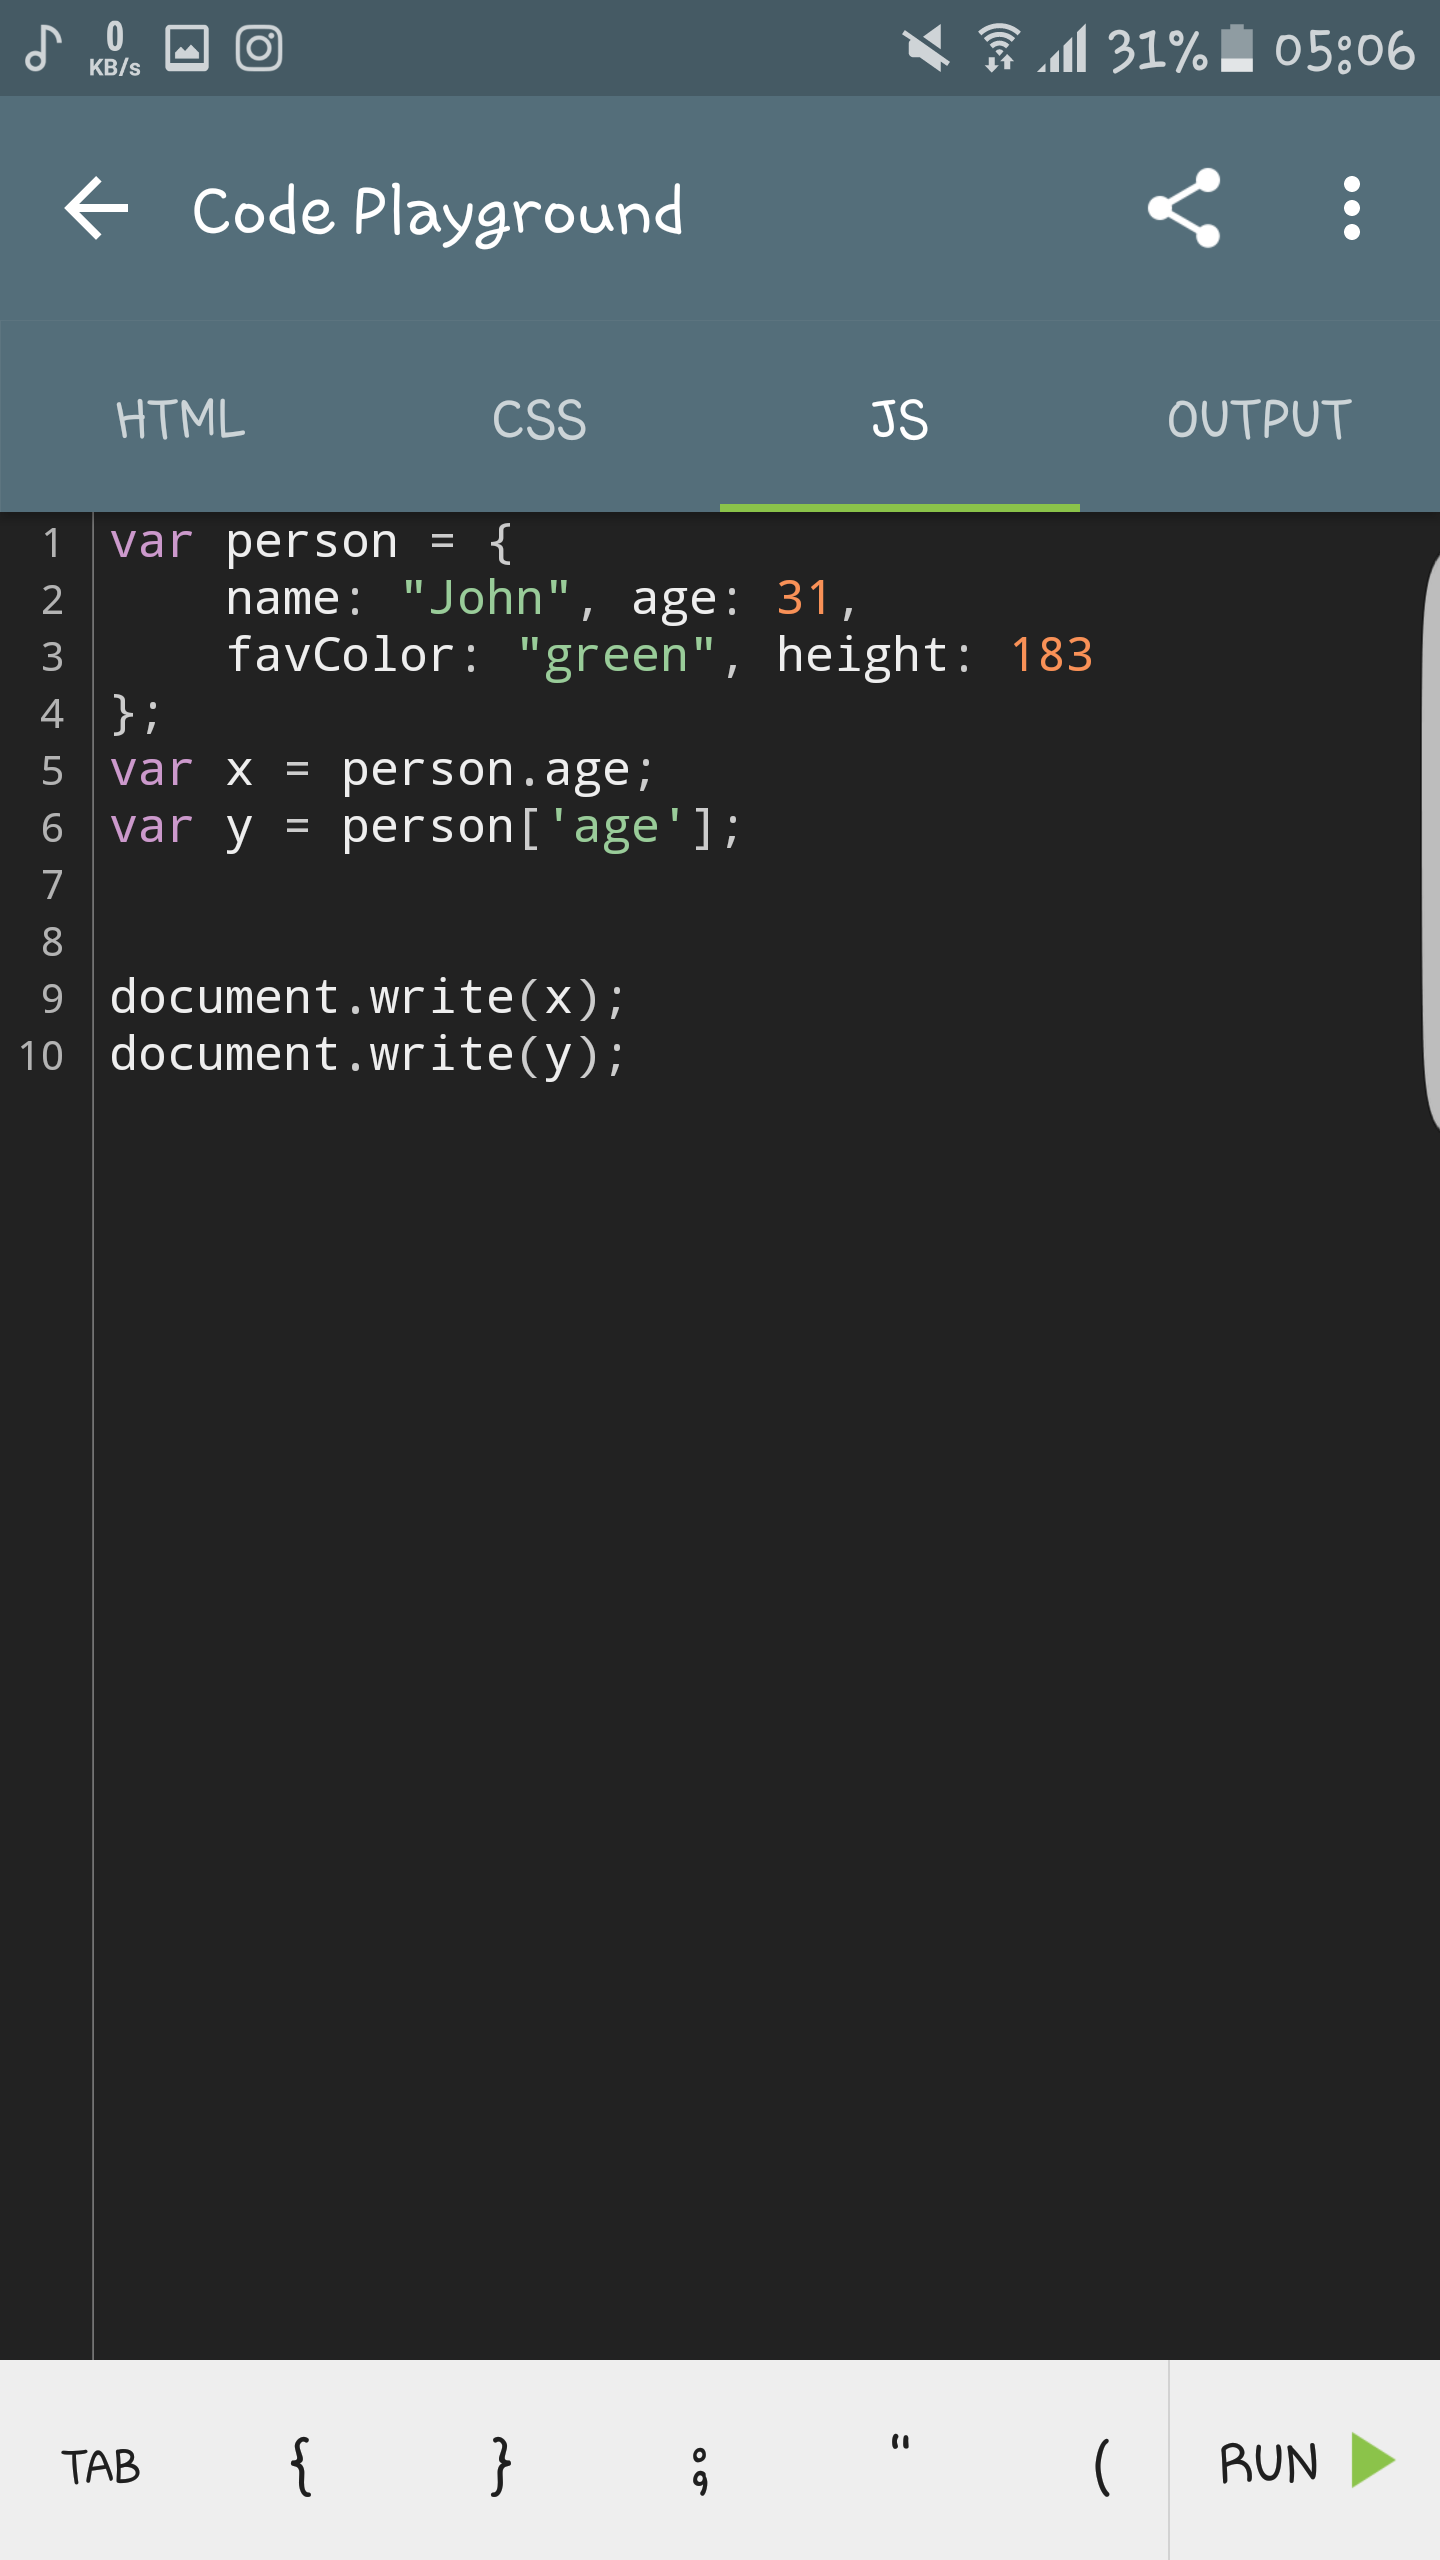 0
KB/s
31% 05:06
Code Playground
HTML CSS JS OUTPUT
1 var person = {
2     name: "John", age: 31,
3     favColor: "green", height: 183
4 };
5 var x = person.age;
6 var y = person['age'];
7
8
9 document.write(x);
10 document.write(y);
TAB { } ; " ( RUN